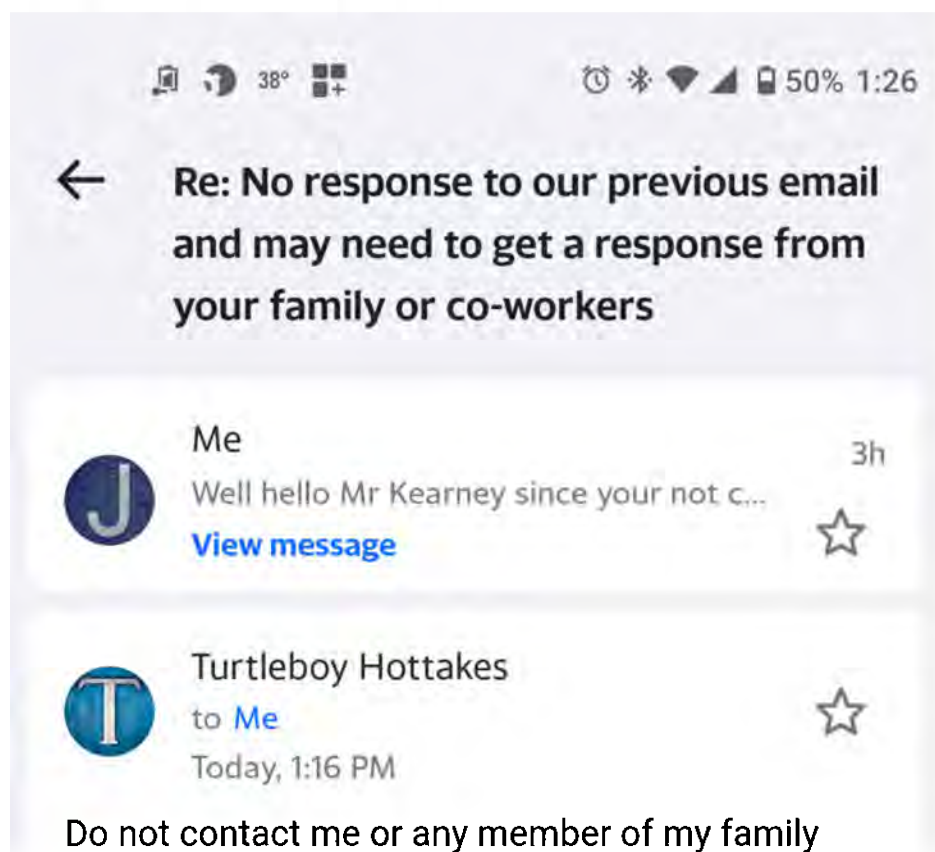 38° 50% 1:26
Re: No response to our previous email
and may need to get a response from
your family or co-workers
Me
3h
J
Well hello Mr Kearney since your not c...
View message
Turtleboy Hottakes
T
to Me
Today, 1:16 PM
Do not contact me or any member of my family